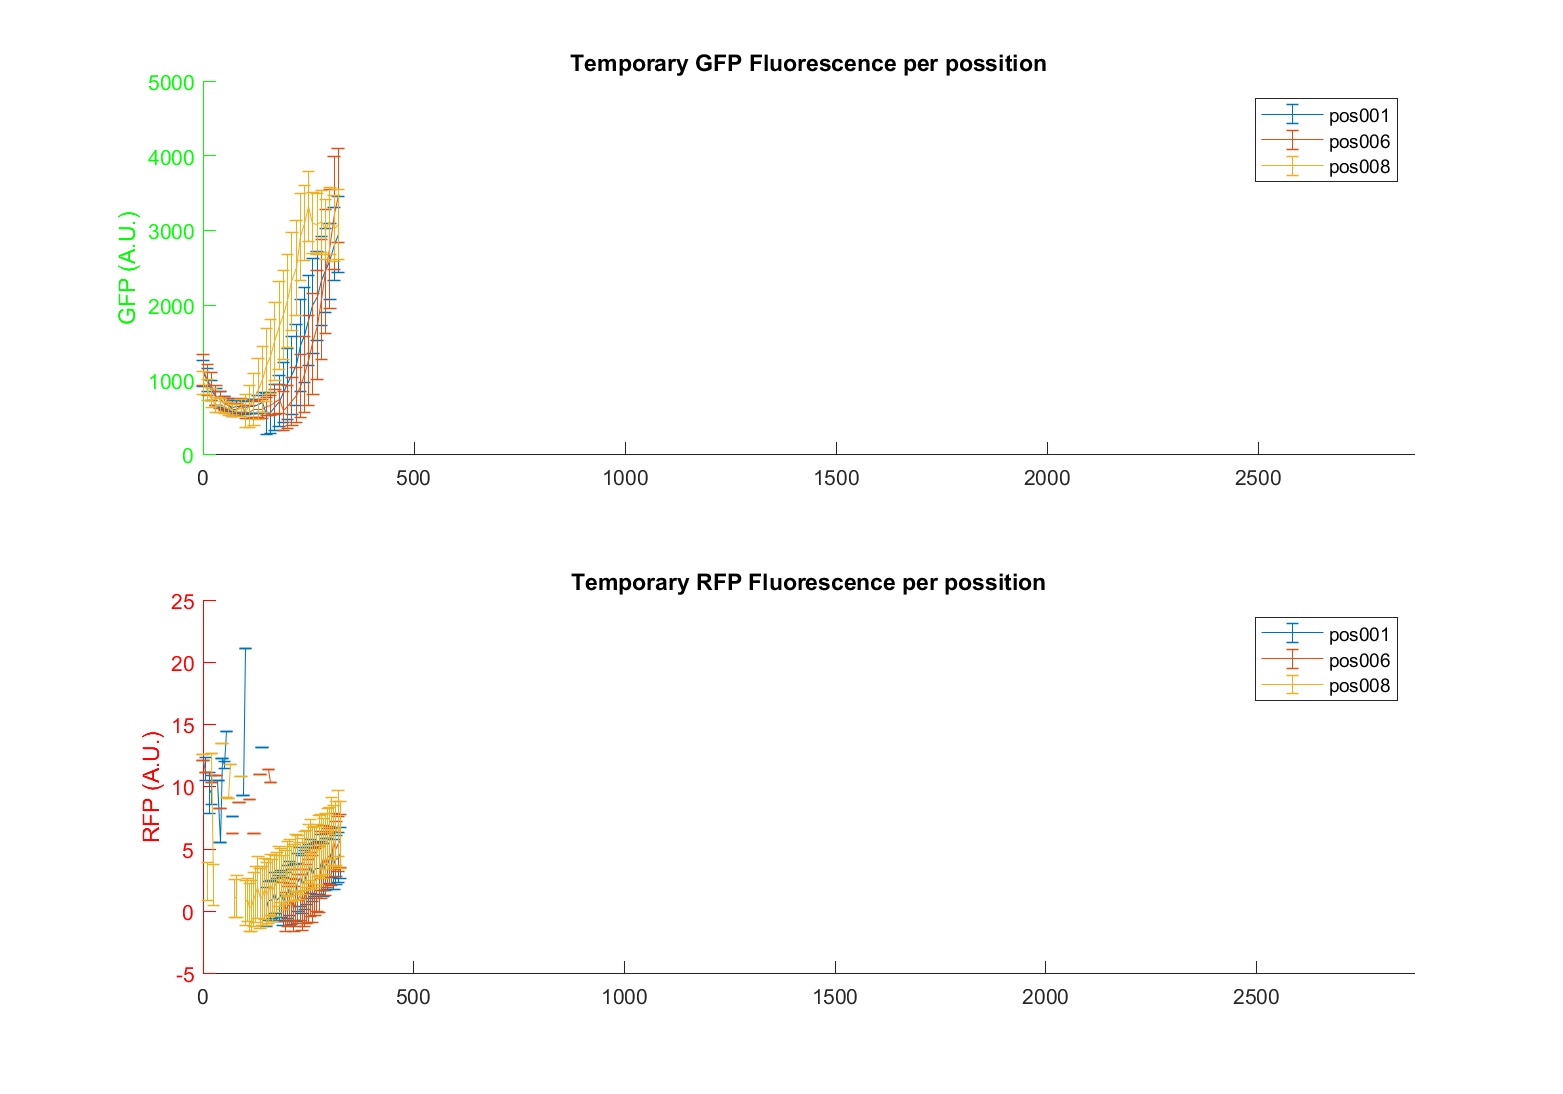 Temporary GFP Fluorescence per possition
5000
4000
3000
2000
1000
0
GFP (A.U.)
pos001
pos006
pos008
0 500 1000 1500 2000 2500
Temporary RFP Fluorescence per possition
25
20
15
10
5
0
-5
RFP (A.U.)
pos001
pos006
pos008
0 500 1000 1500 2000 2500